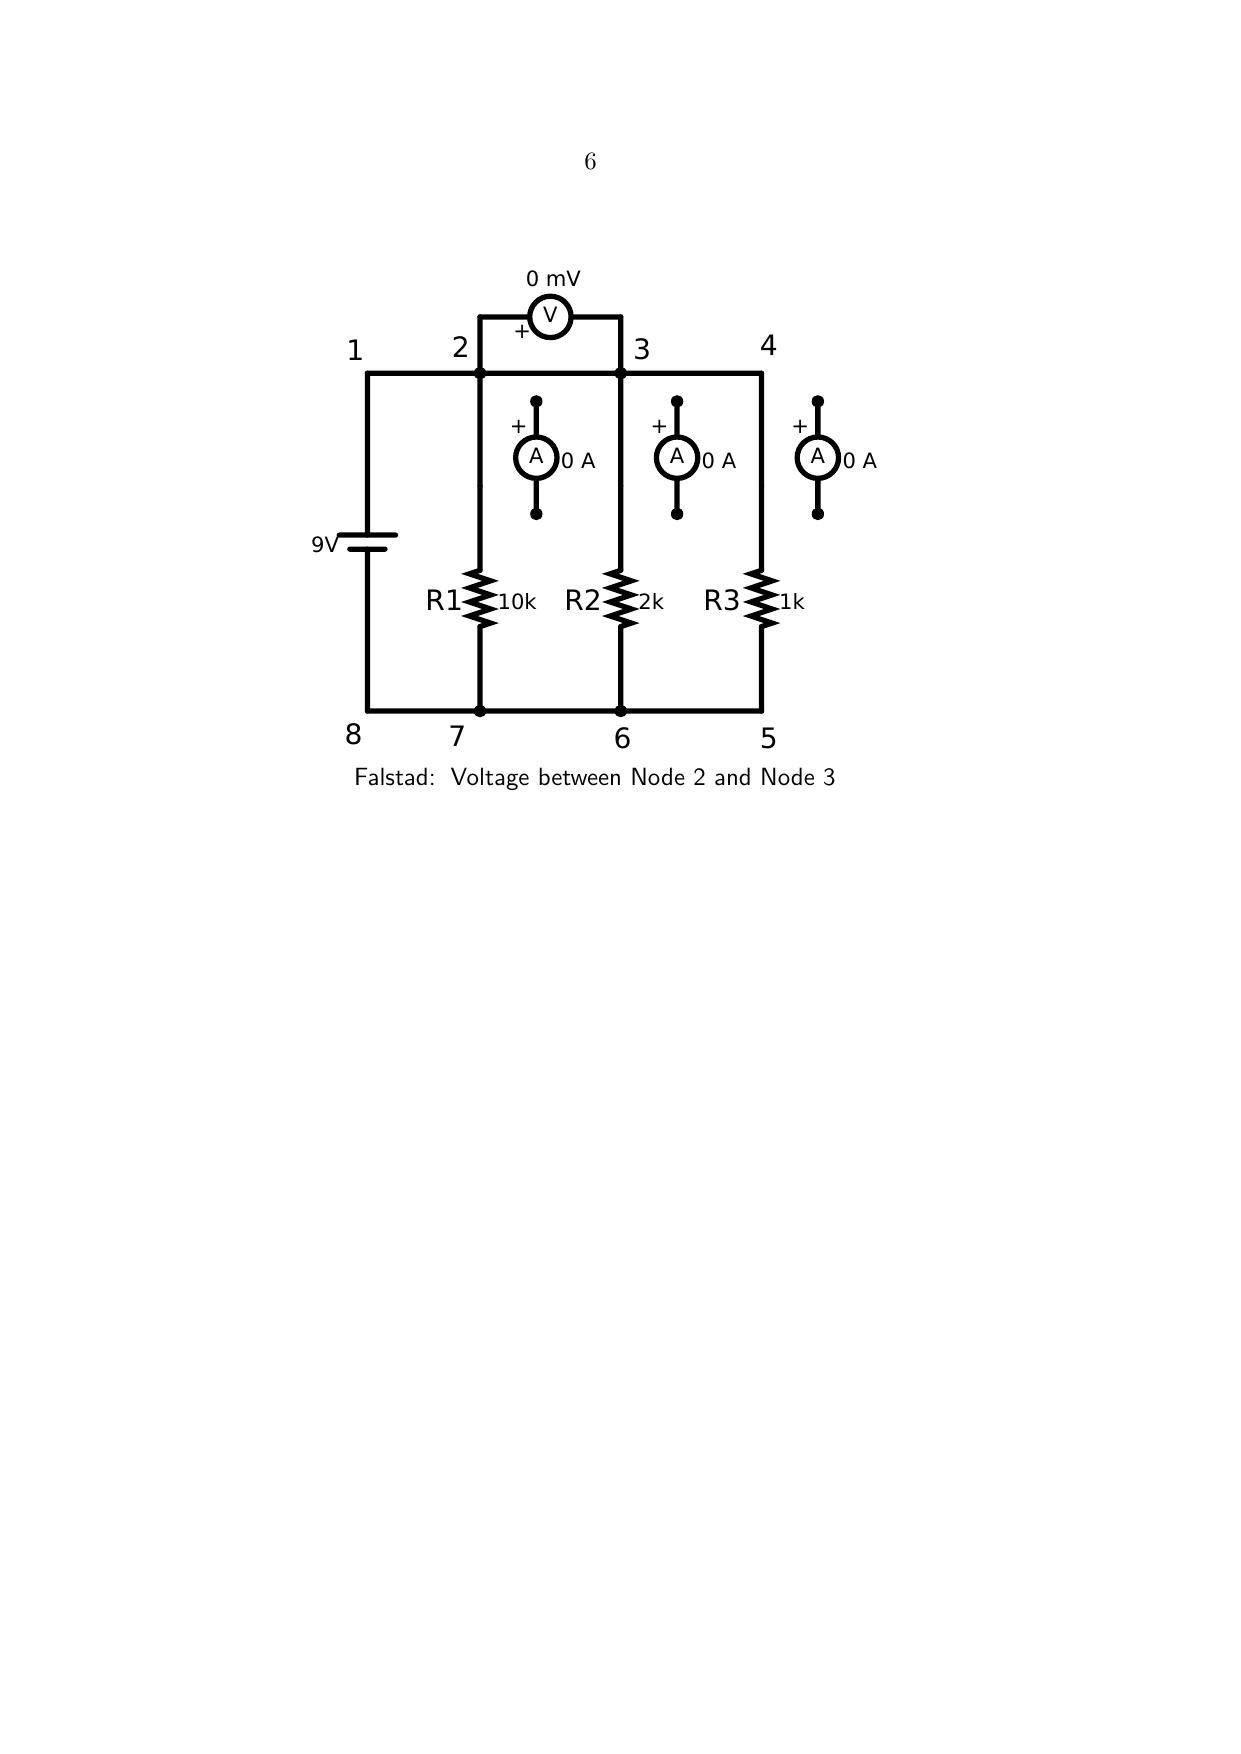 6
0 mV
V
+
1 2 3 4
+ + +
A 0 A A 0 A A 0 A
9V
R1 10k R2 2k R3 1k
8 7 6 5
Falstad: Voltage between Node 2 and Node 3